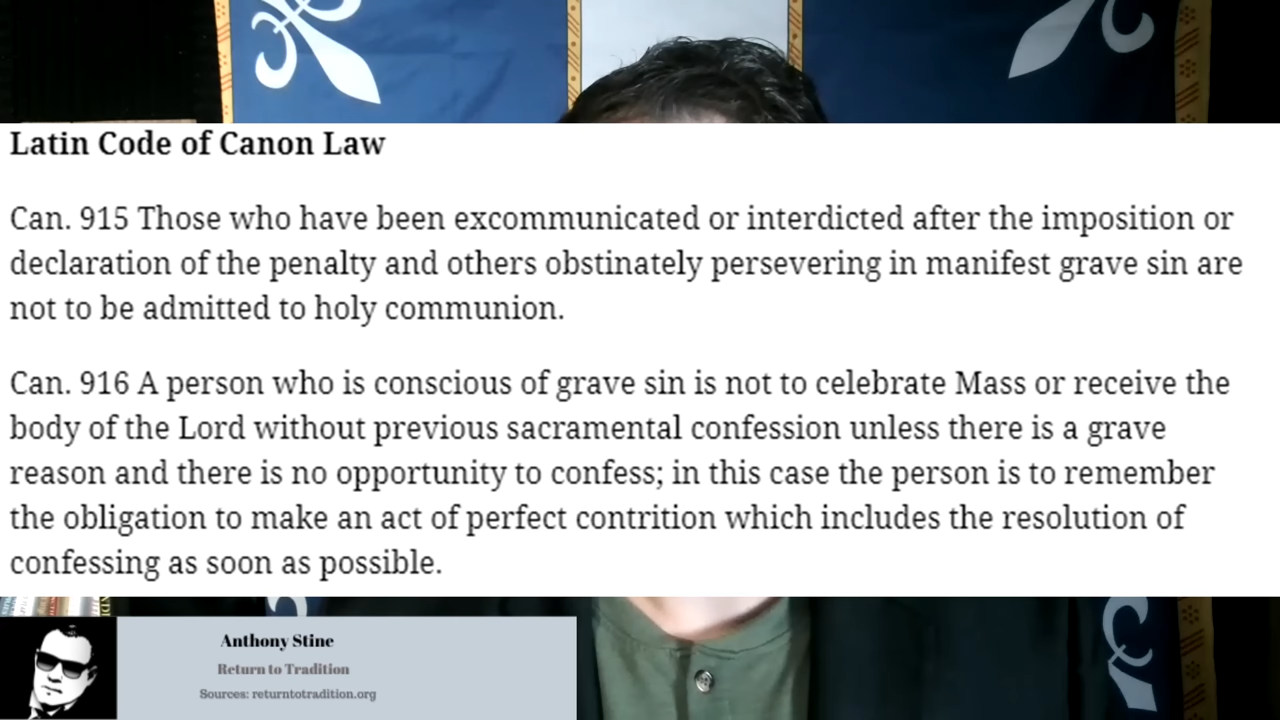 Latin Code of Canon Law
Can. 915 Those who have been excommunicated or interdicted after the imposition or
declaration of the penalty and others obstinately persevering in manifest grave sin are
not to be admitted to holy communion.
Can. 916 A person who is conscious of grave sin is not to celebrate Mass or receive the
body of the Lord without previous sacramental confession unless there is a grave
reason and there is no opportunity to confess; in this case the person is to remember
the obligation to make an act of perfect contrition which includes the resolution of
confessing as soon as possible.
Anthony Stine
Return to Tradition
Sources: returntotradition.org